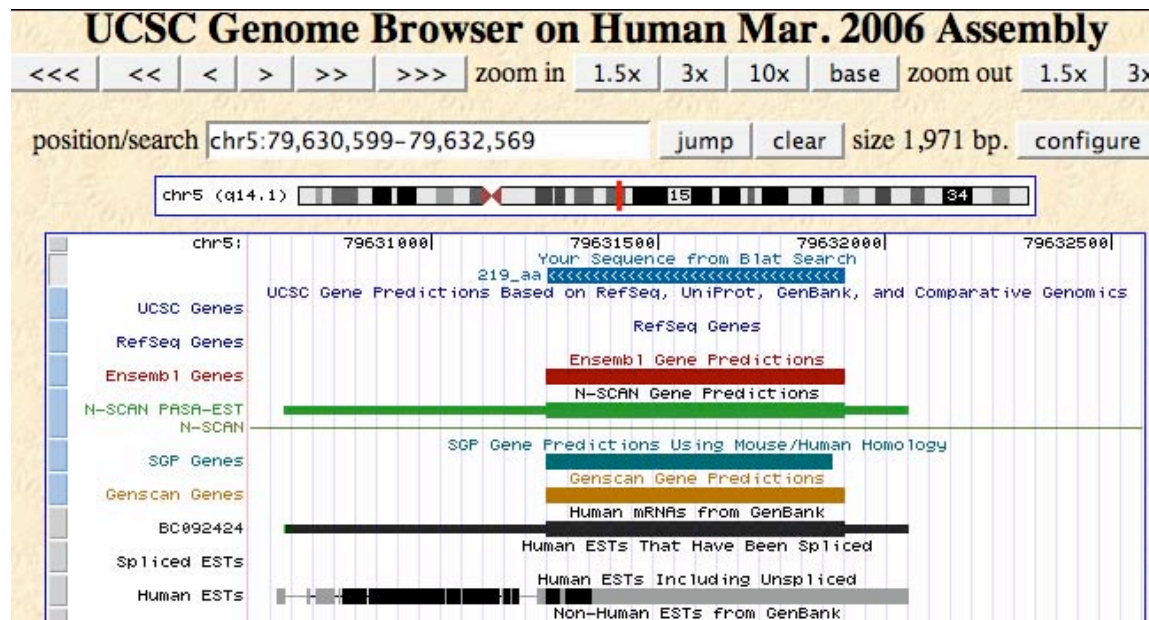 UCSC Genome Browser on Human Mar. 2006 Assembly
<<< << < > >> >>> zoom in 1.5x 3x 10x base zoom out 1.5x 3x
position/search chr5:79,630,599-79,632,569 jump clear size 1,971 bp. configure
chr5 (q14.1) 15 34
chr5: 79631000| 79631500| 79632000| 79632500|
Your Sequence from Blat Search
219_aa
UCSC Gene Predictions Based on RefSeq, UniProt, GenBank, and Comparative Genomics
UCSC Genes
RefSeq Genes
RefSeq Genes
Ensembl Gene Predictions
Ensembl Genes
N-SCAN Gene Predictions
N-SCAN PASA-EST
N-SCAN
SGP Gene Predictions Using Mouse/Human Homology
SGP Genes
Genscan Gene Predictions
Genscan Genes
Human mRNAs from GenBank
BC092424
Human ESTs That Have Been Spliced
Spliced ESTs
Human ESTs Including Unspliced
Human ESTs
Non-Human ESTs from GenBank